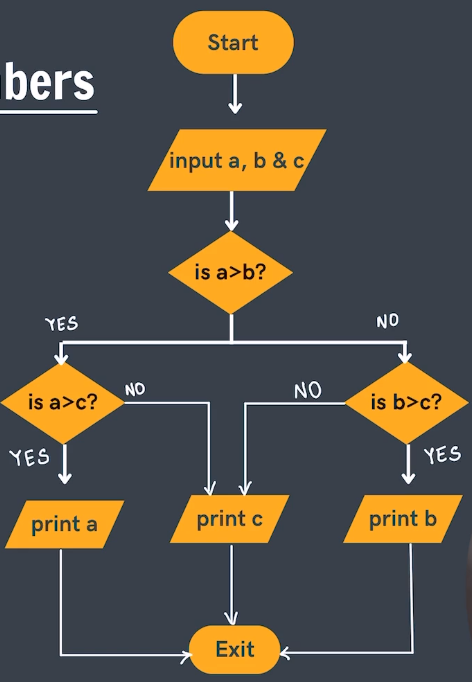 bers
Start
input a, b & c
is a>b?
YES
NO
is a>c?
NO
NO
is b>c?
YES
YES
print a
print c
print b
Exit